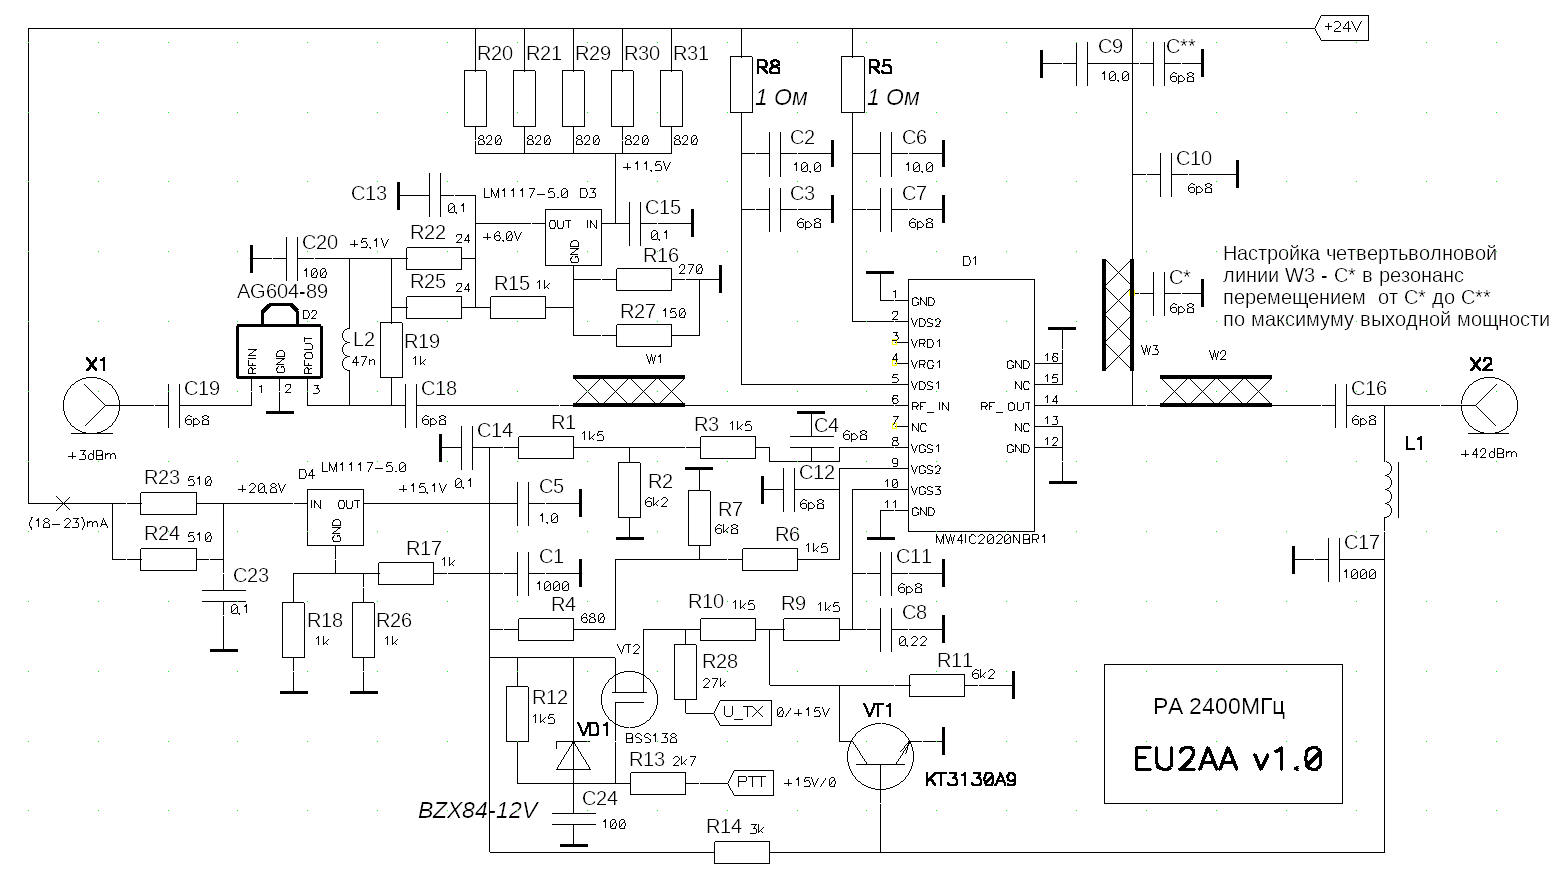 +24V
R20 R21 R29 R30 R31
820 820 820 820 820
R8
1 Ом
R5
1 Ом
C9
10,0
C**
6p8
C2
10,0
C6
10,0
C3
6p8
C7
6p8
C10
6p8
+11,5V
C13
0,1
LM1117-5.0 D3
OUT IN
GND
C15
0,1
+6,0V
C20
100
+5,1V
R22 24
R25 24
R15 1k
R16
270
R27 150
AG604-89
D2
RFIN
GND
RFOUT
1 2 3
L2
47n
R19
1k
X1
+3dBm
C19
6p8
C18
6p8
W1
D1
1 GND
2 VDS2
3 VRD1
4 VRG1
5 VDS1
6 RF_IN
7 NC
8 VGS1
9 VGS2
10 VGS3
11 GND
GND 16
NC 15
RF_OUT 14
NC 13
GND 12
MW4IC2020NBR1
C*
6p8
W3
Настройка четвертьволновой
линии W3 - C* в резонанс
перемещением от C* до C**
по максимуму выходной мощности
W2
C16
6p8
X2
+42dBm
L1
C17
1000
C14
0,1
R1 1k5
R3 1k5
C4
6p8
R2
6k2
C12
6p8
R7
6k8
R6
1k5
R23 510
R24 510
(18-23)mA
+20,8V
LM1117-5.0
D4
IN OUT
GND
+15,1V
C23
0,1
R17
1k
R18
1k
R26
1k
C5
1,0
C1
1000
R4
680
C11
6p8
C8
0,22
R10 1k5
R9 1k5
R28
27k
U_TX 0/+15V
R11
6k2
VT2
BSS138
R12
1k5
VD1
BZX84-12V
C24
100
R13 2k7
PTT +15V/0
VT1
KT3130A9
R14 3k
PA 2400МГц
EU2AA v1.0